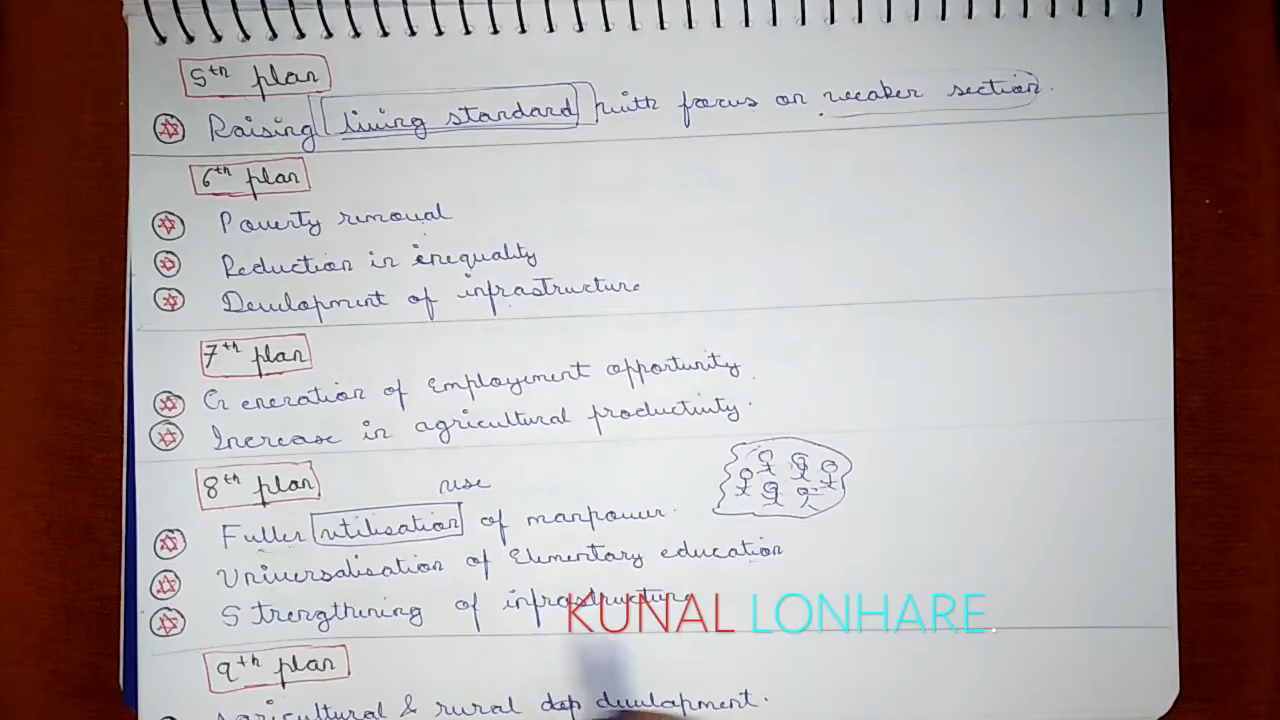 5th plan
Raising living standard with focus on weaker section.
6th plan
Poverty removal
Reduction in inequality
Development of infrastructure
7th plan
Generation of Employment opportunity
Increase in agricultural productivity.
8th plan
use
Fuller utilisation of manpower.
Universalisation of Elementary education
Strengthining of infrastructure
KUNAL LONHARE.
9th plan
Agricultural & rural dep development.